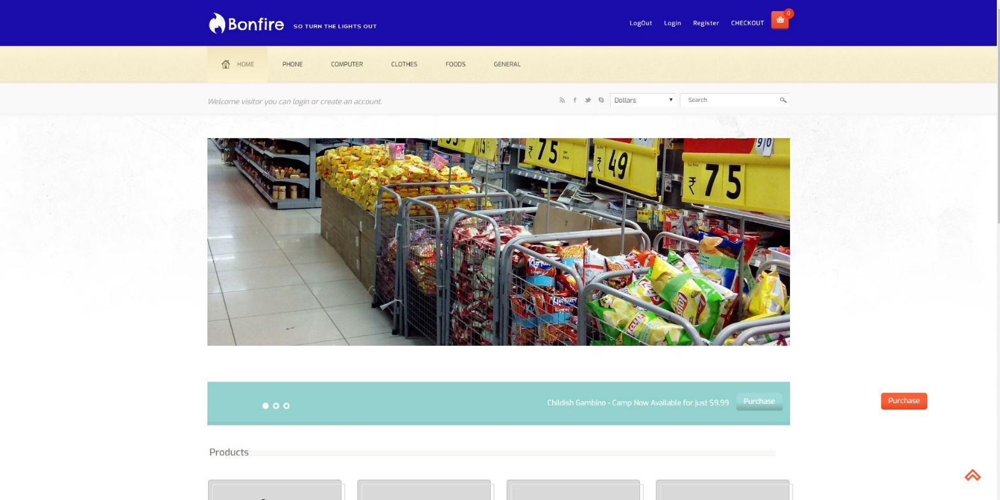 Bonfire SO TURN THE LIGHTS OUT LogOut Login Register CHECKOUT 0
HOME PHONE COMPUTER CLOTHES FOODS GENERAL
Welcome visitor you can login or create an account. Dollars Search
₹75
₹49
90
₹75
Lay's
Childish Gambino - Camp Now Available for just $9.99 Purchase
Purchase
Products